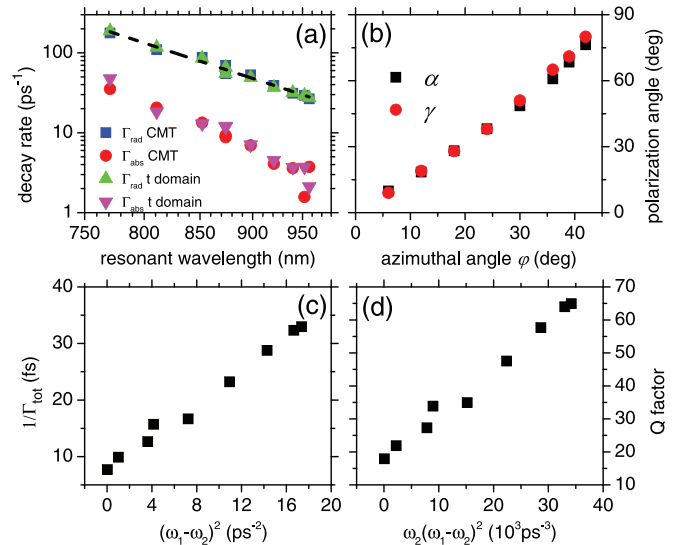 (a)
decay rate (ps⁻¹)
100
10
1
Γrad CMT
Γabs CMT
Γrad t domain
Γabs t domain
750 800 850 900 950
resonant wavelength (nm)
(b)
α
γ
90
60
30
0
polarization angle (deg)
0 10 20 30 40
azimuthal angle φ (deg)
(c)
1/Γtot (fs)
40
30
20
10
0 4 8 12 16
(ω₁-ω₂)² (ps⁻²)
(d)
70
60
50
40
30
20
10
Q factor
0 10 20 30 40
ω₂(ω₁-ω₂)² (10³ps⁻³)